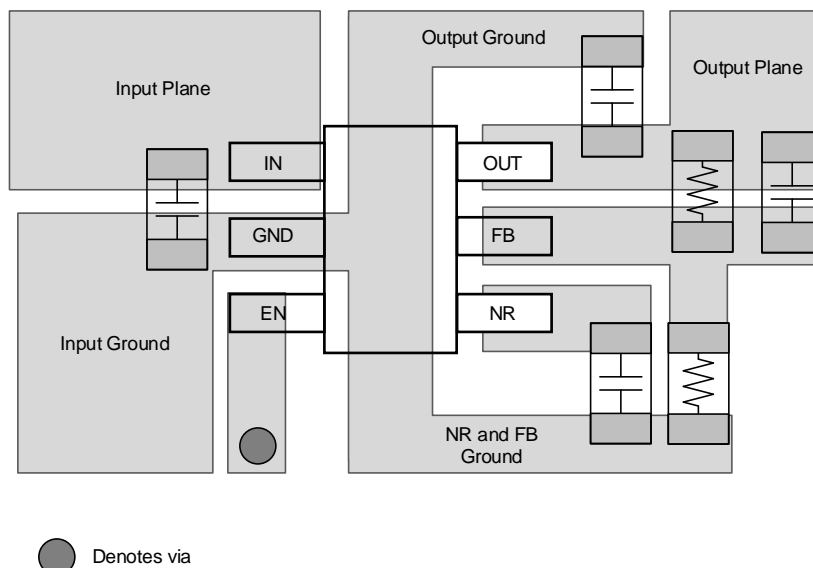 Output Ground
Input Plane
Output Plane
IN
OUT
GND
FB
EN
NR
Input Ground
NR and FB
Ground
Denotes via